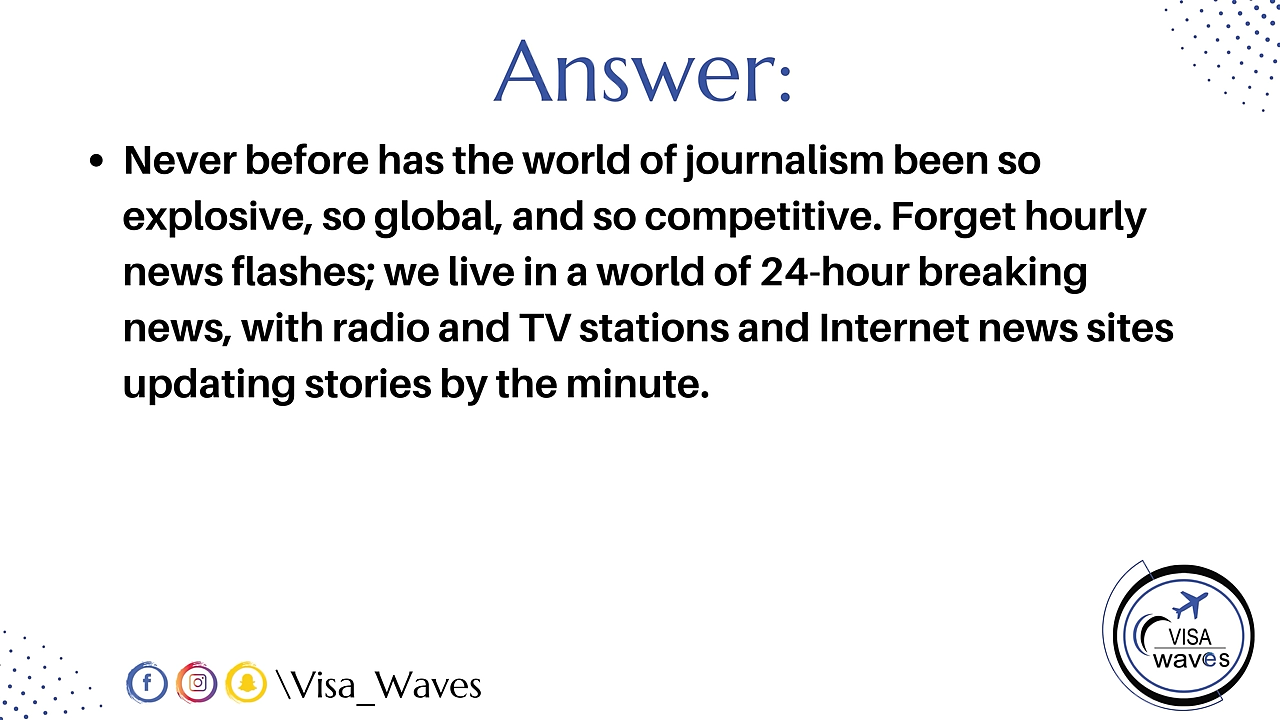 Answer:
• Never before has the world of journalism been so
explosive, so global, and so competitive. Forget hourly
news flashes; we live in a world of 24-hour breaking
news, with radio and TV stations and Internet news sites
updating stories by the minute.
VISA
waves
\Visa_Waves